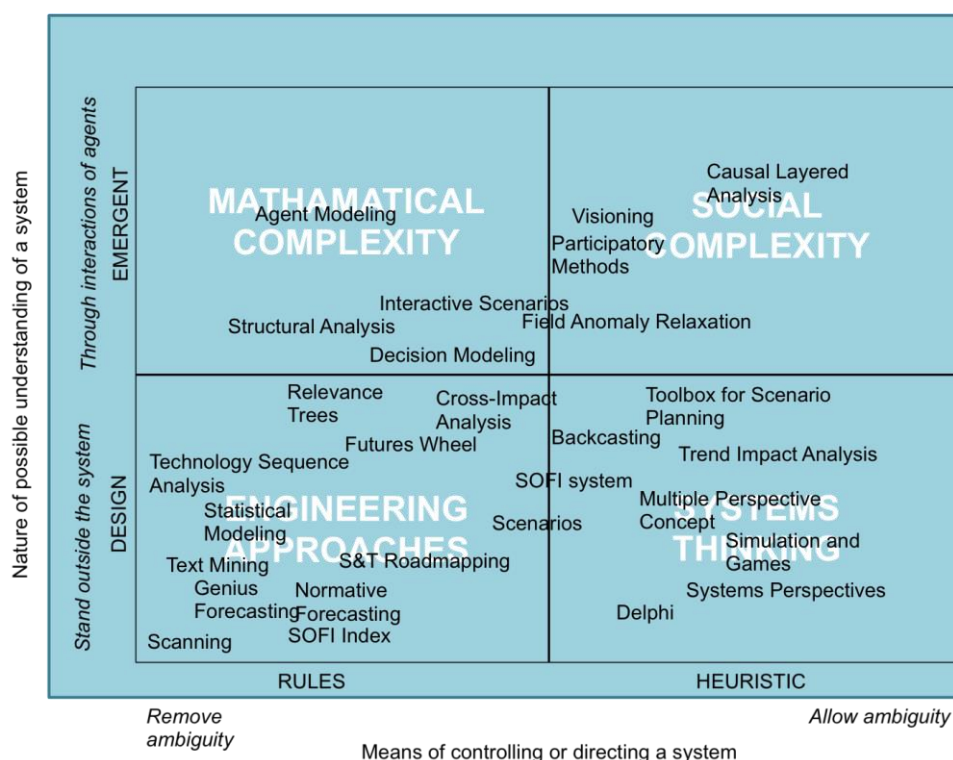 Nature of possible understanding of a system
Through interactions of agents
EMERGENT
Stand outside the system
DESIGN
MATHAMATICAL
COMPLEXITY
Agent Modeling
Interactive Scenarios
Structural Analysis
Decision Modeling
Causal Layered
Analysis
SOCIAL
COMPLEXITY
Visioning
Participatory
Methods
Field Anomaly Relaxation
Relevance
Trees
Cross-Impact
Analysis
Futures Wheel
Technology Sequence
Analysis
ENGINEERING
APPROACHES
Statistical
Modeling
Text Mining
S&T Roadmapping
Genius
Forecasting
Normative
Forecasting
SOFI Index
Scanning
Toolbox for Scenario
Planning
Backcasting
Trend Impact Analysis
SOFI system
Scenarios
Multiple Perspective
Concept
SYSTEMS
THINKING
Simulation and
Games
Systems Perspectives
Delphi
RULES
HEURISTIC
Remove
ambiguity
Allow ambiguity
Means of controlling or directing a system